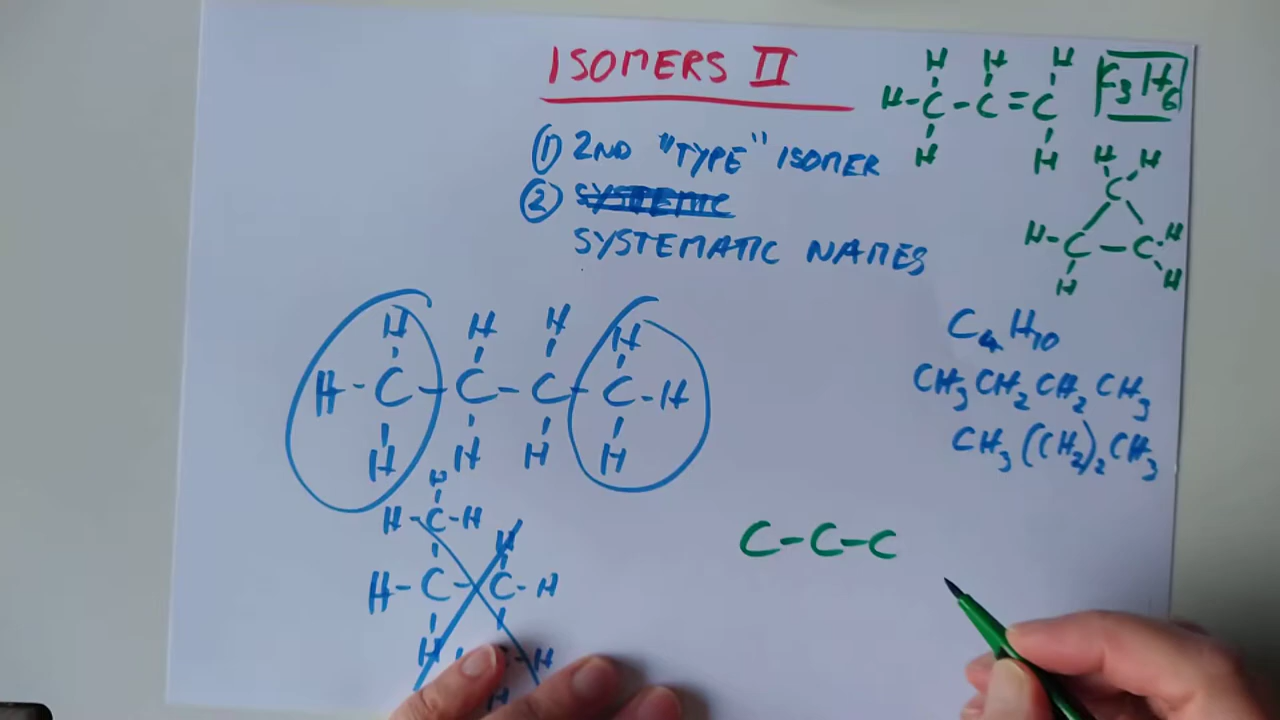 ISOMERS II
① 2ND "TYPE" ISOMER
②
SYSTEMATIC NAMES
H H H
H-C-C=C
H H
C₃H₆
H H
C
H-C-C H
H H
C₄H₁₀
CH₃CH₂CH₂CH₃
CH₃(CH₂)₂CH₃
H H H H
H-C-C-C-C-H
H H H H
H
H-C-H
H
H-C-C-H
H -H
H
C-C-C